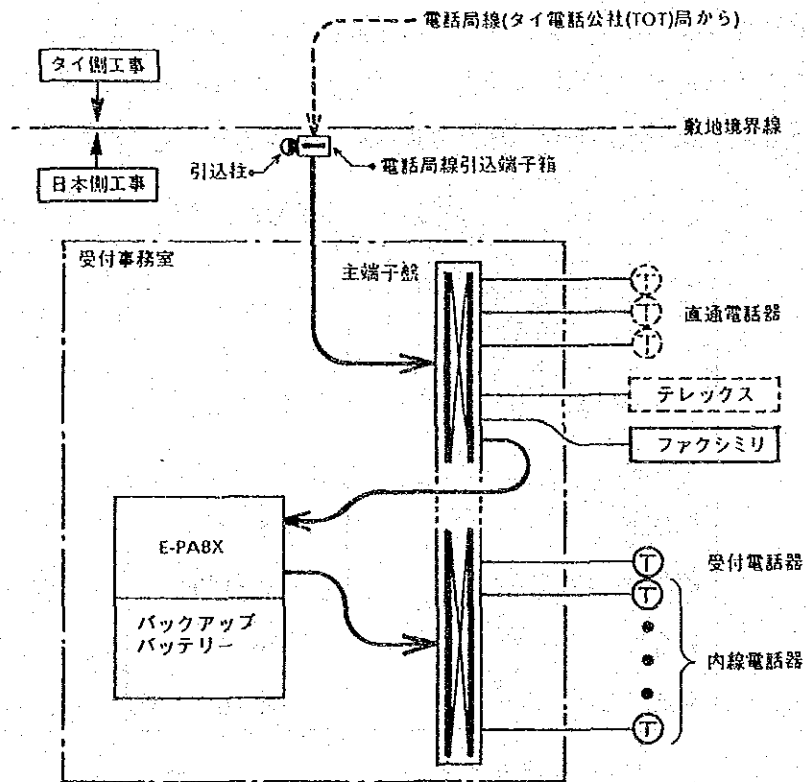 電話局線(タイ電話公社(TOT)局から)
タイ側工事
敷地境界線
日本側工事
引込柱
電話局線引込端子箱
受付事務室
主端子盤
T
T
直通電話器
T
テレックス
ファクシミリ
E-PABX
バックアップ
バッテリー
T
受付電話器
T
内線電話器
T